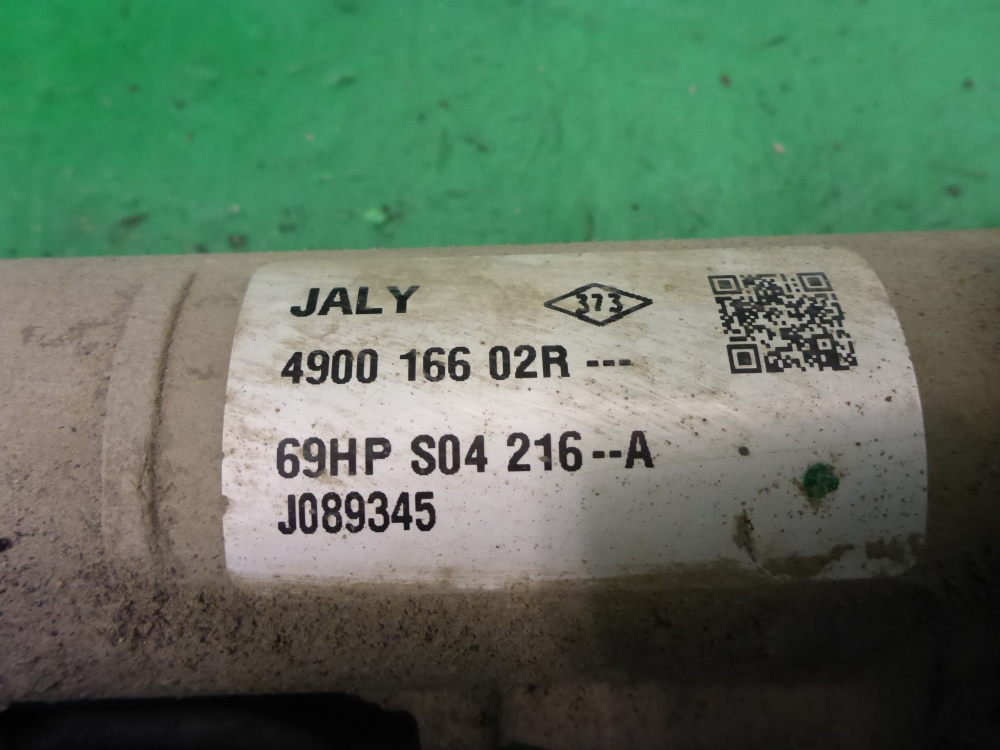 JALY 373
4900 166 02R ---
69HP S04 216--A
J089345